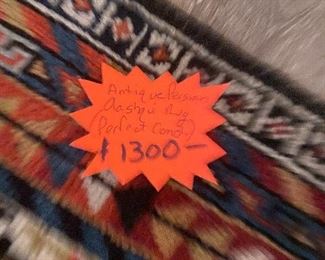 Antique Persian
Qashqai Rug
(Perfect Cond.)
$1300-